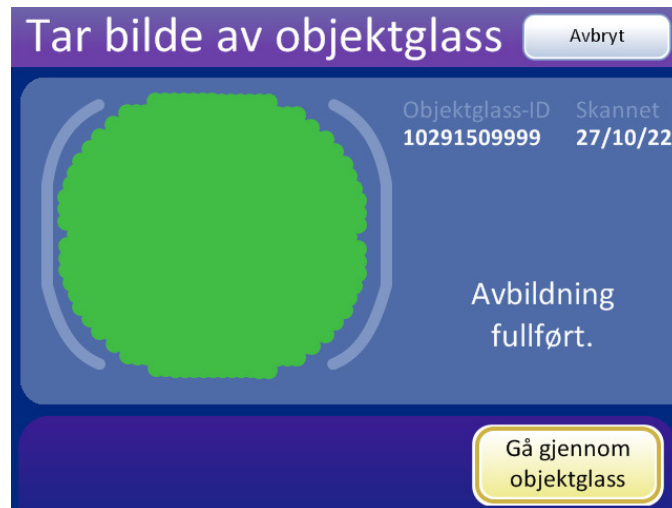 Tar bilde av objektglass
Avbryt
Objektglass-ID Skannet
10291509999 27/10/22
Avbildning
fullført.
Gå gjennom
objektglass